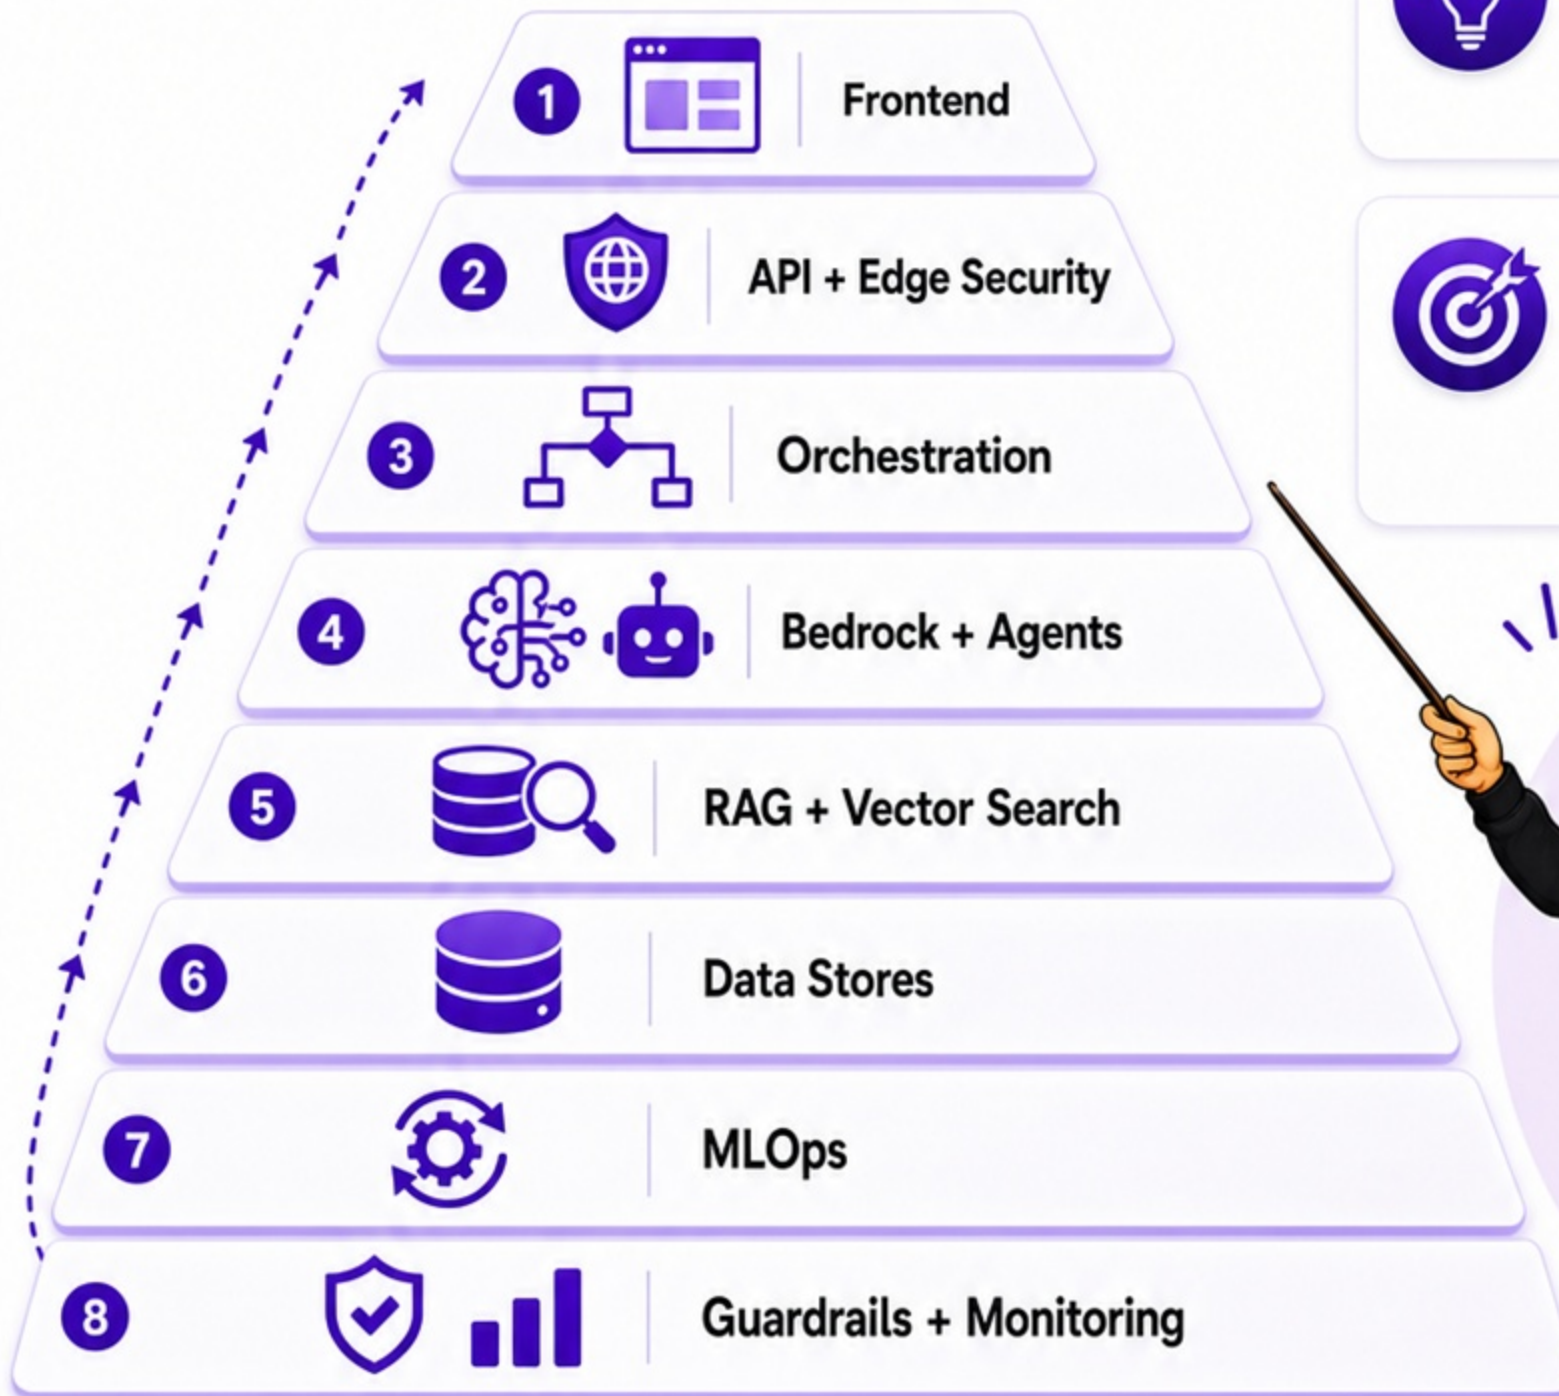 1 Frontend
2 API + Edge Security
3 Orchestration
4 Bedrock + Agents
5 RAG + Vector Search
6 Data Stores
7 MLOps
8 Guardrails + Monitoring